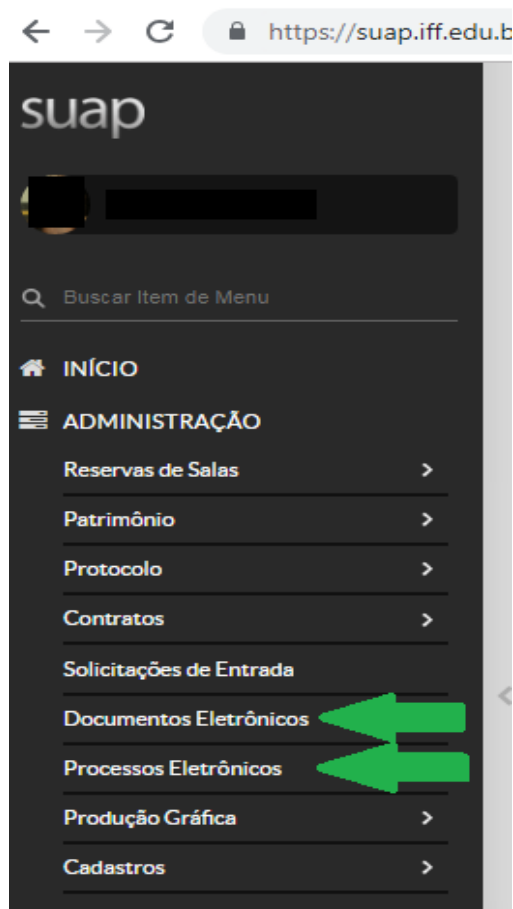 https://suap.iff.edu.b
suap
Buscar Item de Menu
INÍCIO
ADMINISTRAÇÃO
Reservas de Salas
Patrimônio
Protocolo
Contratos
Solicitações de Entrada
Documentos Eletrônicos
Processos Eletrônicos
Produção Gráfica
Cadastros